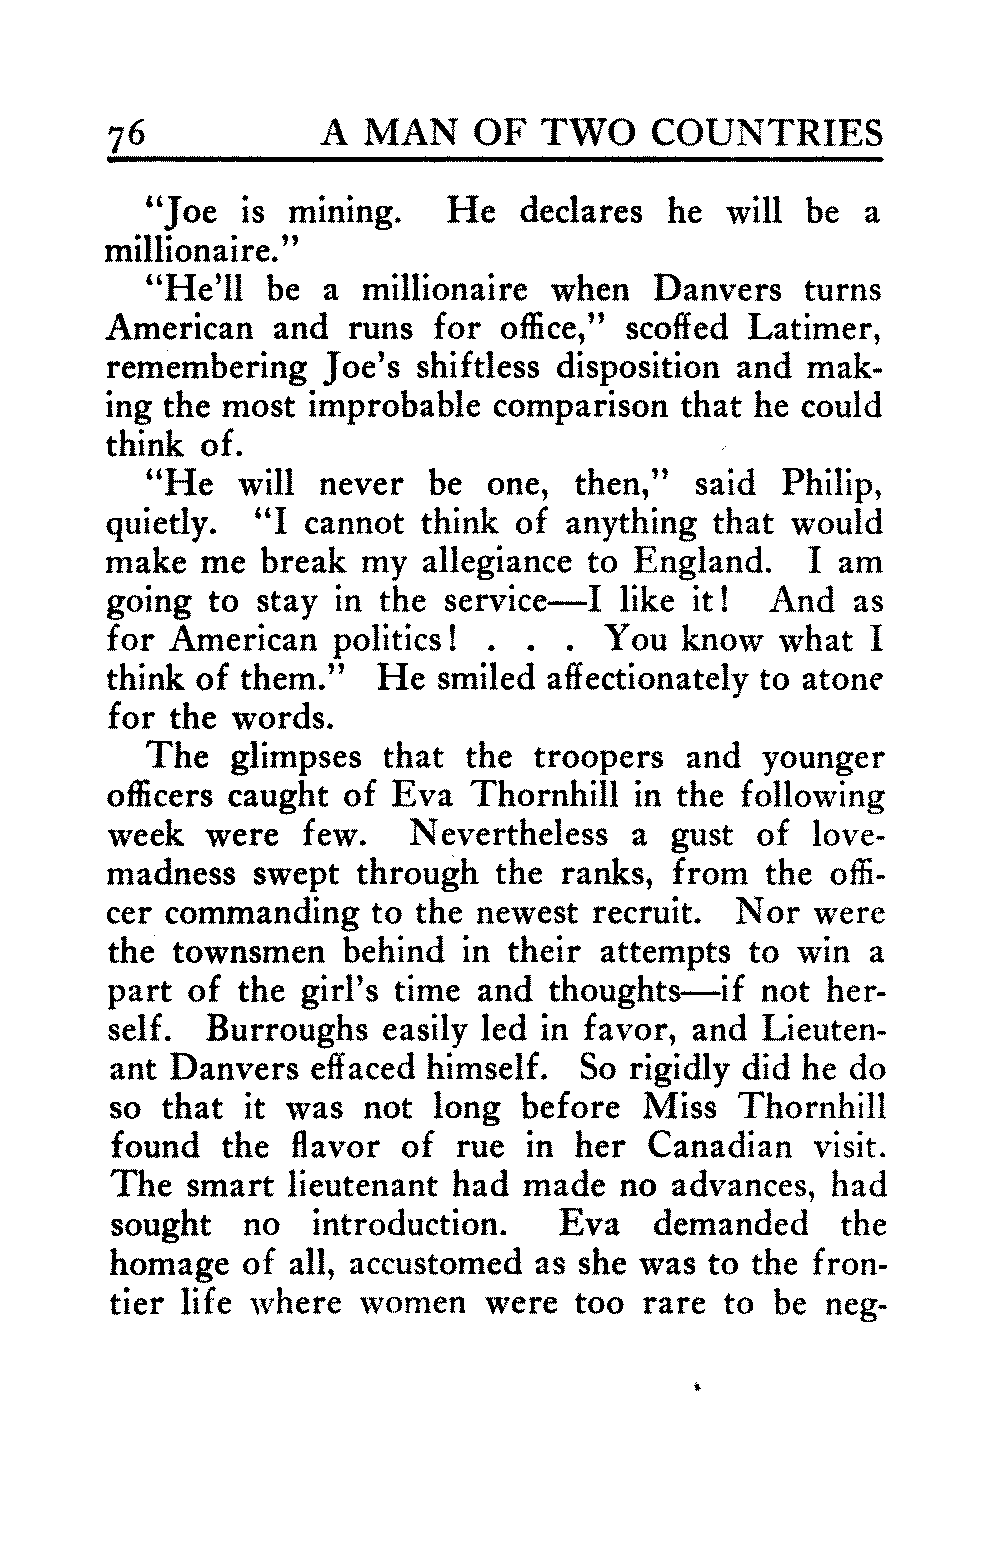 76 A MAN OF TWO COUNTRIES
“Joe is mining. He declares he will be a
millionaire.”
“He'll be a millionaire when Danvers turns
American and runs for office,” scoffed Latimer,
remembering Joe's shiftless disposition and mak-
ing the most improbable comparison that he could
think of.
“He will never be one, then,” said Philip,
quietly. “I cannot think of anything that would
make me break my allegiance to England. I am
going to stay in the service—I like it! And as
for American politics! . . . You know what I
think of them.” He smiled affectionately to atone
for the words.
The glimpses that the troopers and younger
officers caught of Eva Thornhill in the following
week were few. Nevertheless a gust of love-
madness swept through the ranks, from the offi-
cer commanding to the newest recruit. Nor were
the townsmen behind in their attempts to win a
part of the girl's time and thoughts—if not her-
self. Burroughs easily led in favor, and Lieuten-
ant Danvers effaced himself. So rigidly did he do
so that it was not long before Miss Thornhill
found the flavor of rue in her Canadian visit.
The smart lieutenant had made no advances, had
sought no introduction. Eva demanded the
homage of all, accustomed as she was to the fron-
tier life where women were too rare to be neg-